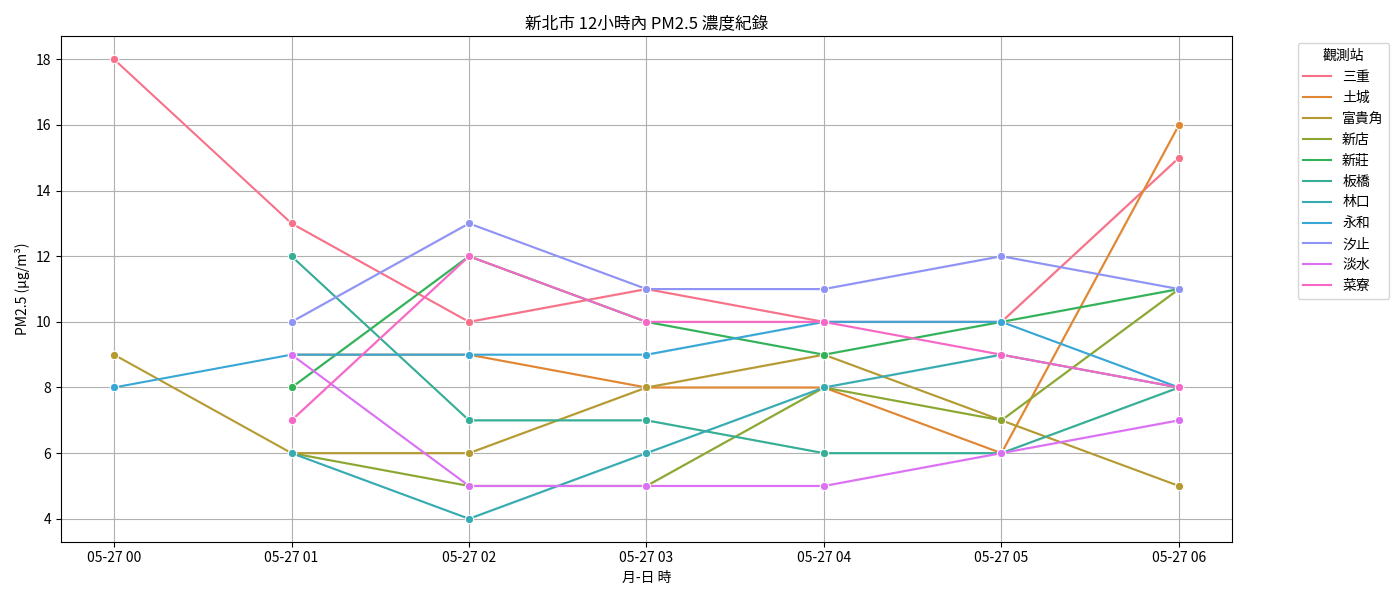 新北市 12小時內 PM2.5 濃度紀錄
PM2.5 (μg/m³)
18
16
14
12
10
8
6
4
05-27 00
05-27 01
05-27 02
05-27 03
05-27 04
05-27 05
05-27 06
月-日 時
觀測站
三重
土城
富貴角
新店
新莊
板橋
林口
永和
汐止
淡水
菜寮